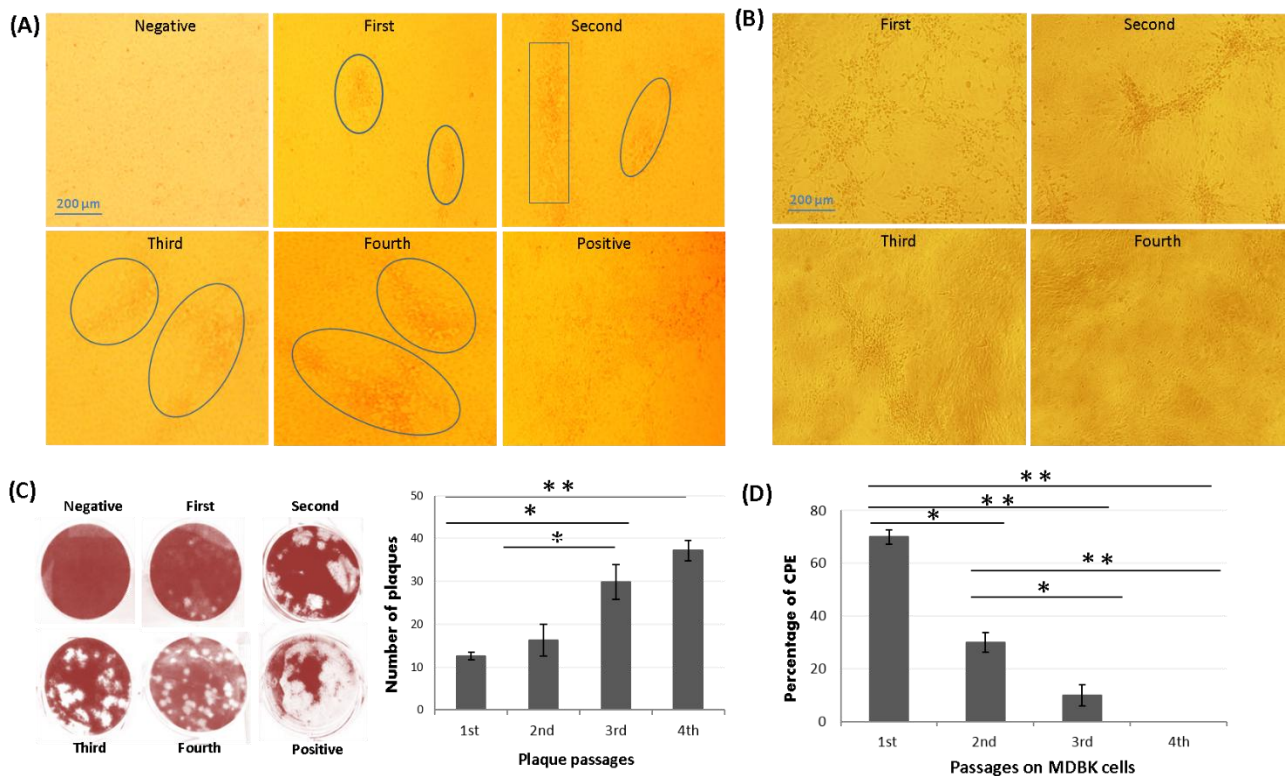 (A)
Negative
First
Second
200 µm
Third
Fourth
Positive
(B)
First
Second
200 µm
Third
Fourth
(C)
Negative
First
Second
Third
Fourth
Positive
Number of plaques
50
40
30
20
10
0
* *
*
*
1st
2nd
3rd
4th
Plaque passages
(D)
Percentage of CPE
80
60
40
20
0
* *
* *
*
* *
*
1st
2nd
3rd
4th
Passages on MDBK cells